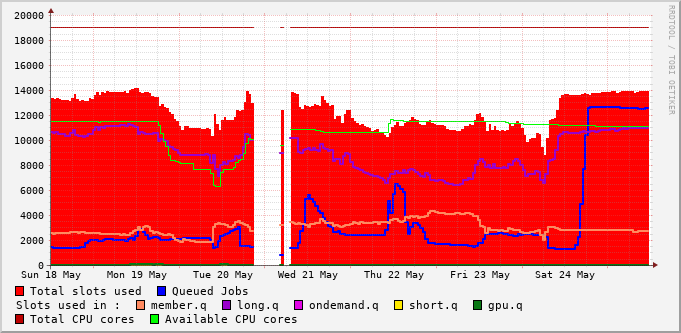 20000
18000
16000
14000
12000
10000
8000
6000
4000
2000
0
Sun 18 May Mon 19 May Tue 20 May Wed 21 May Thu 22 May Fri 23 May Sat 24 May
Total slots used Queued Jobs
Slots used in : member.q long.q ondemand.q short.q gpu.q
Total CPU cores Available CPU cores
RRDTOOL / TOBI OETIKER